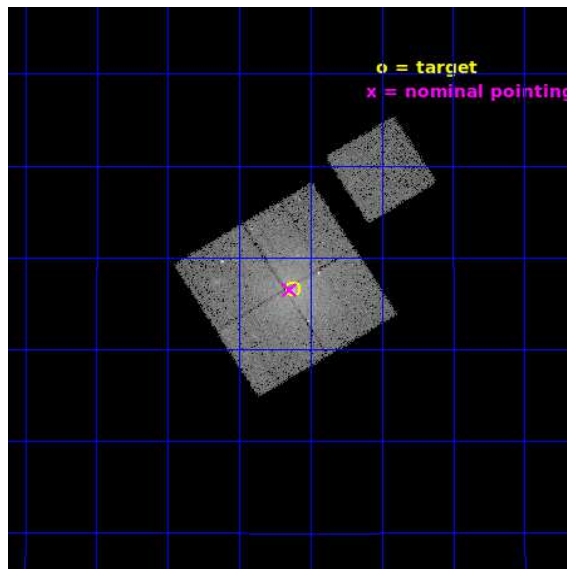 o = target
x = nominal pointing